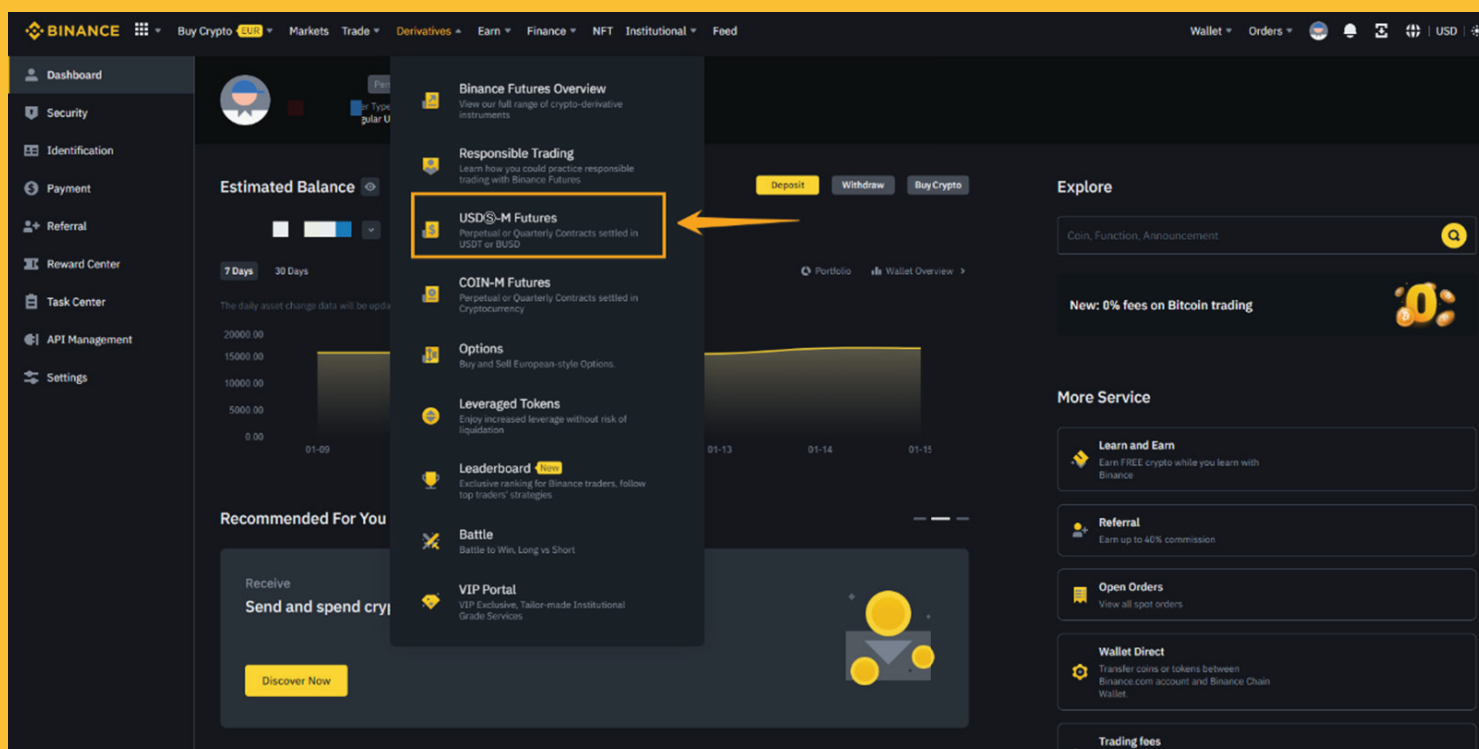 BINANCE Buy Crypto EUR Markets Trade Derivatives Earn Finance NFT Institutional Feed Wallet Orders USD
Dashboard
Security
Identification
Payment
Referral
Reward Center
Task Center
API Management
Settings
Estimated Balance
7 Days 30 Days
The daily asset change data will be
20000.00
15000.00
10000.00
5000.00
0.00
01-09 01-13 01-14 01-15
Recommended For You
Receive
Send and spend
Discover Now
Binance Futures Overview
View our full range of crypto-derivative
instruments
Responsible Trading
Learn how you could practice responsible
trading with Binance Futures
USDⓈ-M Futures
Perpetual or Quarterly Contracts settled in
USDT or BUSD
COIN-M Futures
Perpetual or Quarterly Contracts settled in
Cryptocurrency
Options
Buy and Sell European-style Options.
Leveraged Tokens
Enjoy increased leverage without risk of
liquidation
Leaderboard New
Exclusive ranking for Binance traders, follow
top traders' strategies
Battle
Battle to Win, Long vs Short
VIP Portal
VIP Exclusive, Tailor-made Institutional
Grade Services
Deposit Withdraw Buy Crypto
Portfolio Wallet Overview
Explore
Coin, Function, Announcement
New: 0% fees on Bitcoin trading
More Service
Learn and Earn
Earn FREE crypto while you learn with
Binance
Referral
Earn up to 40% commission
Open Orders
View all spot orders
Wallet Direct
Transfer coins or tokens between
Binance.com account and Binance Chain
Wallet.
Trading fees